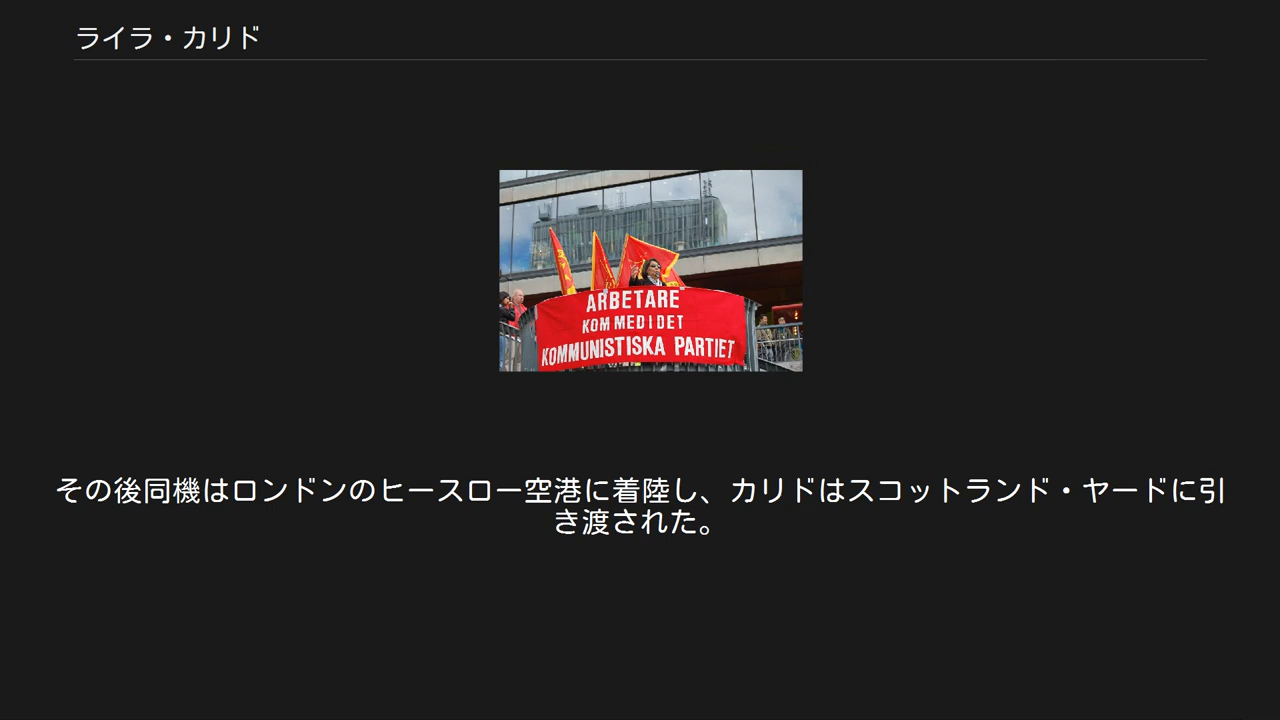 ライラ・カリド
ARBETARE
KOM MED I DET
KOMMUNISTISKA PARTIET
その後同機はロンドンのヒースロー空港に着陸し、カリドはスコットランド・ヤードに引
き渡された。